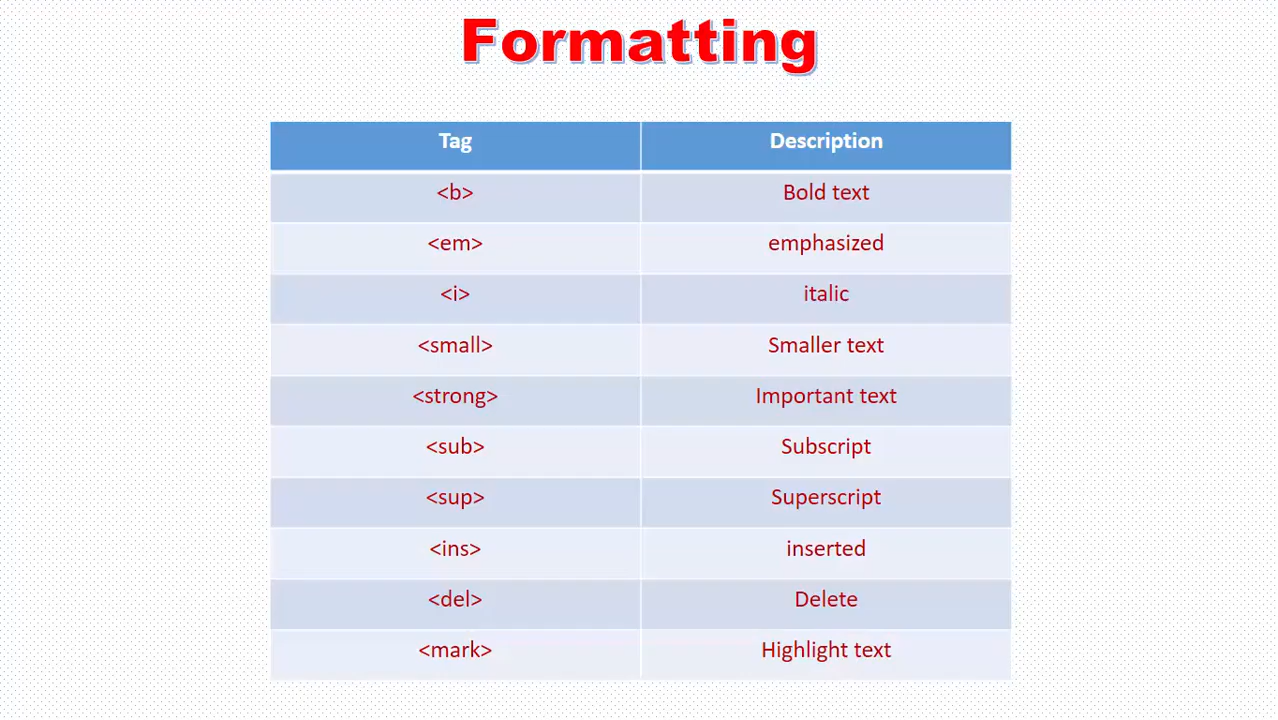 Formatting
Tag Description
<b> Bold text
<em> emphasized
<i> italic
<small> Smaller text
<strong> Important text
<sub> Subscript
<sup> Superscript
<ins> inserted
<del> Delete
<mark> Highlight text